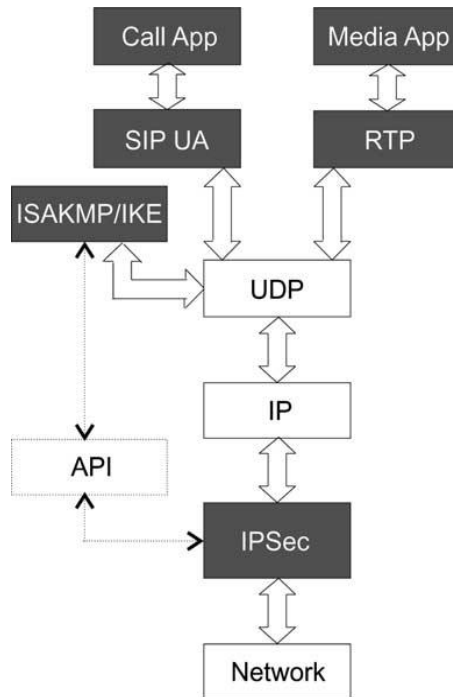 Call App
Media App
SIP UA
RTP
ISAKMP/IKE
UDP
IP
API
IPSec
Network